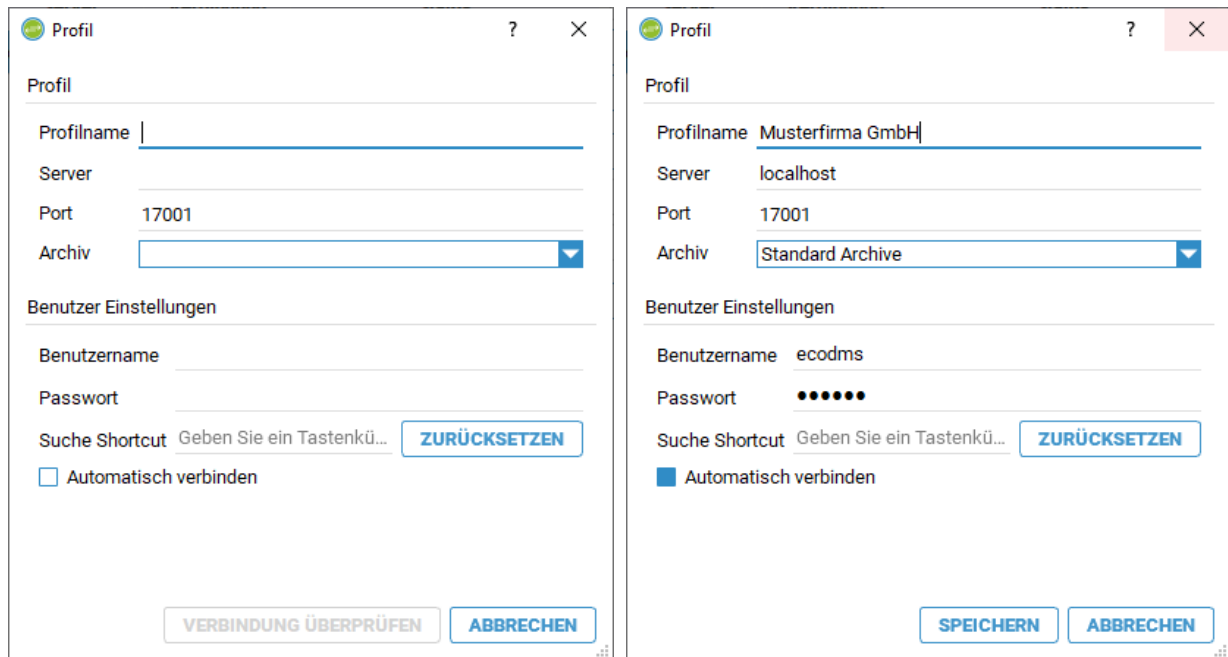 Profil ?
Profil
Profilname
Server
Port 17001
Archiv
Benutzer Einstellungen
Benutzername
Passwort
Suche Shortcut Geben Sie ein Tastenkü... ZURÜCKSETZEN
Automatisch verbinden
VERBINDUNG ÜBERPRÜFEN ABBRECHEN
Profil ?
Profil
Profilname Musterfirma GmbH
Server localhost
Port 17001
Archiv Standard Archive
Benutzer Einstellungen
Benutzername ecodms
Passwort ••••••
Suche Shortcut Geben Sie ein Tastenkü... ZURÜCKSETZEN
Automatisch verbinden
SPEICHERN ABBRECHEN